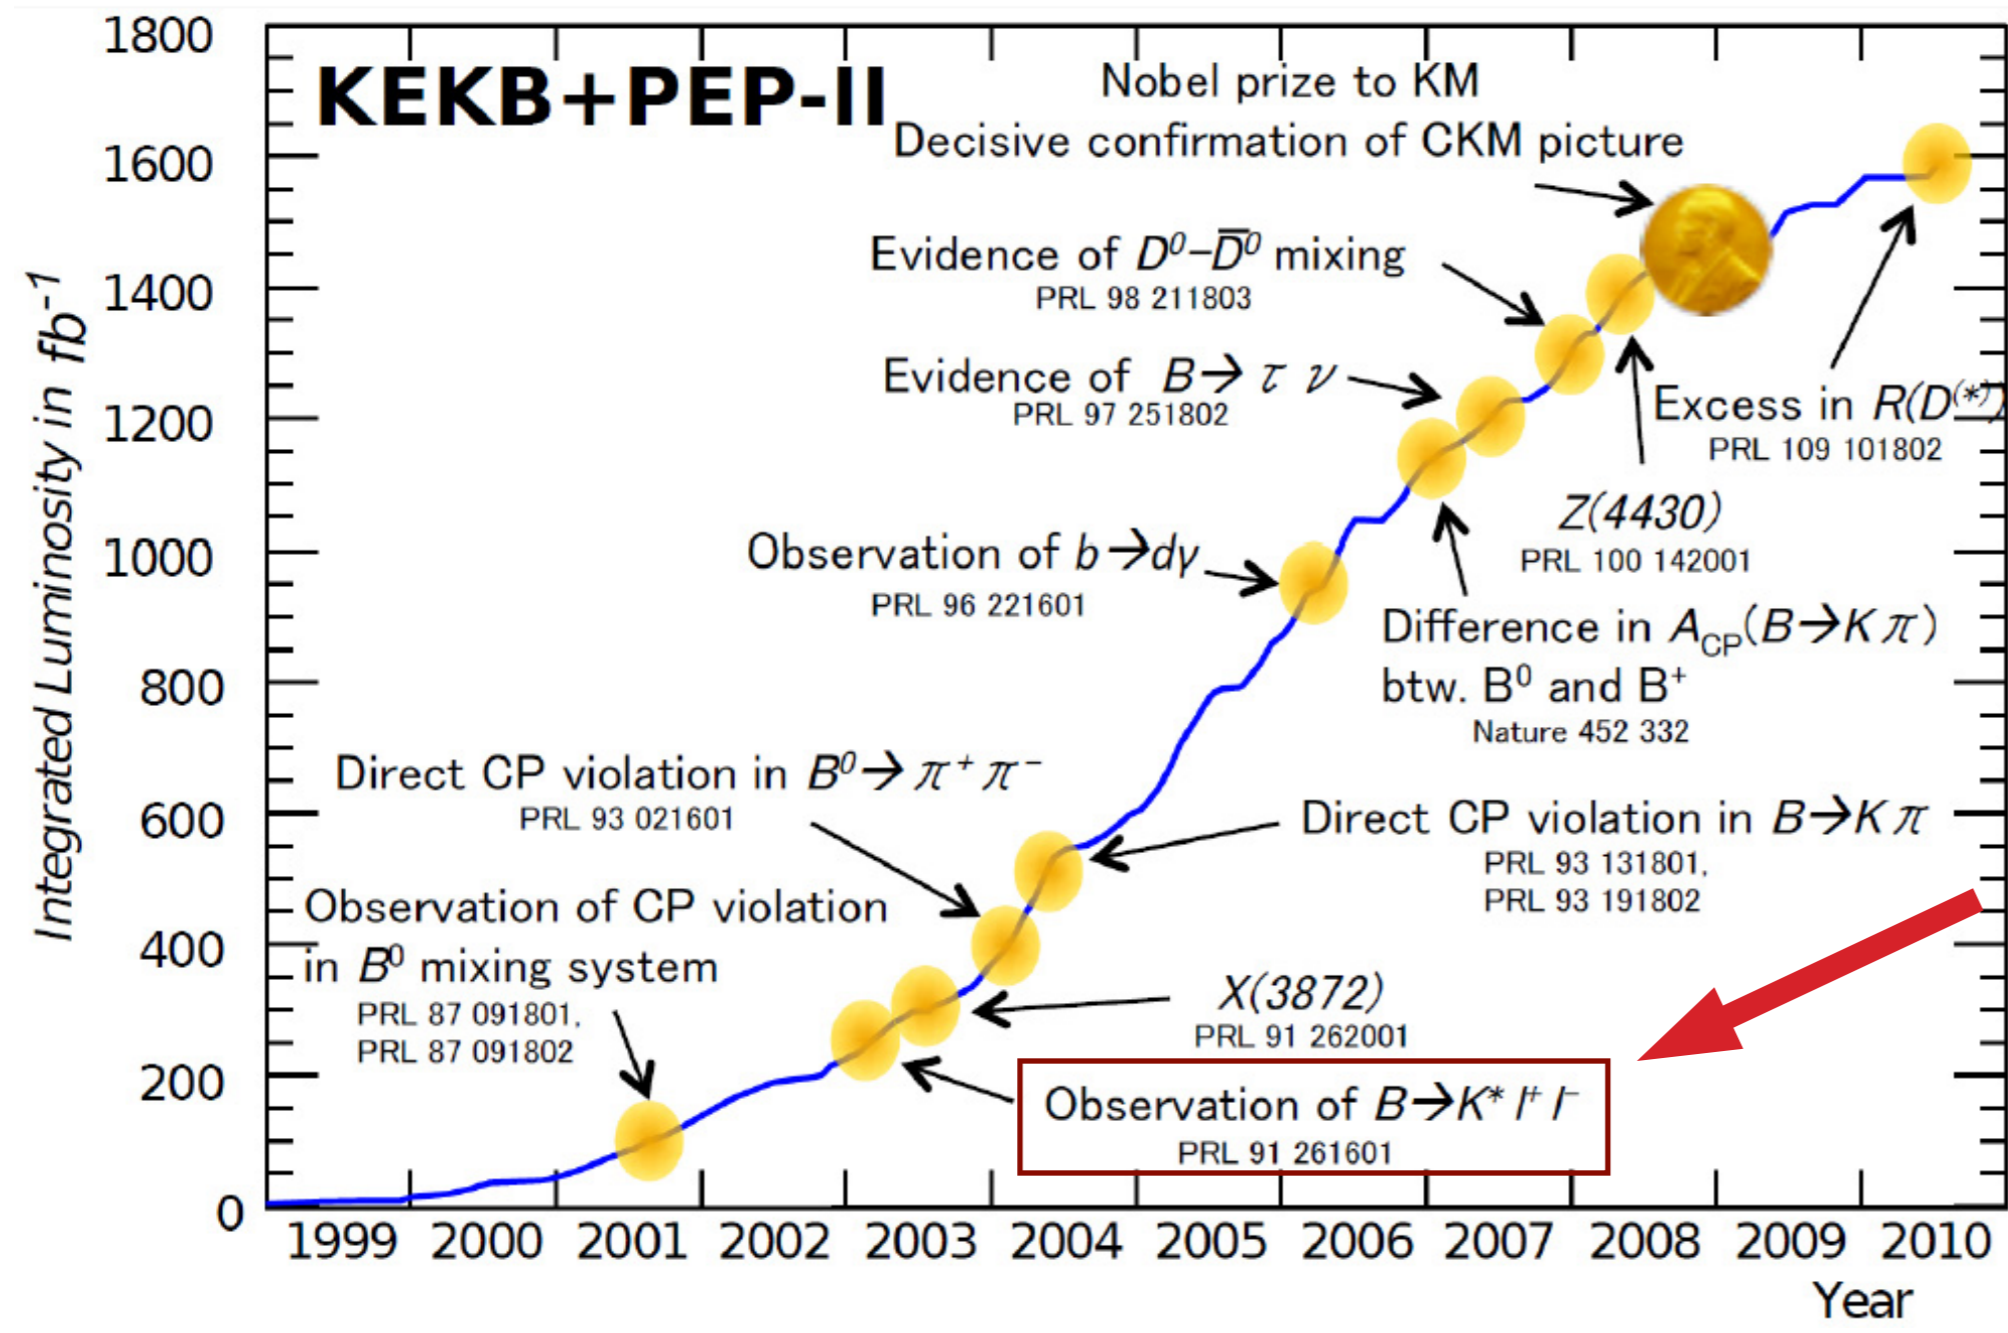 KEKB+PEP-II
Nobel prize to KM
Decisive confirmation of CKM picture
Evidence of D⁰–D̅⁰ mixing
PRL 98 211803
Evidence of B→ τ ν
PRL 97 251802
Excess in R(D⁽*⁾)
PRL 109 101802
Z(4430)
PRL 100 142001
Observation of b→dγ
PRL 96 221601
Difference in A_CP(B→K π)
btw. B⁰ and B⁺
Nature 452 332
Direct CP violation in B⁰→ π⁺ π⁻
PRL 93 021601
Direct CP violation in B→K π
PRL 93 131801,
PRL 93 191802
Observation of CP violation
in B⁰ mixing system
PRL 87 091801,
PRL 87 091802
X(3872)
PRL 91 262001
Observation of B→K* l⁺ l⁻
PRL 91 261601
Integrated Luminosity in fb⁻¹
1800
1600
1400
1200
1000
800
600
400
200
0
1999 2000 2001 2002 2003 2004 2005 2006 2007 2008 2009 2010
Year